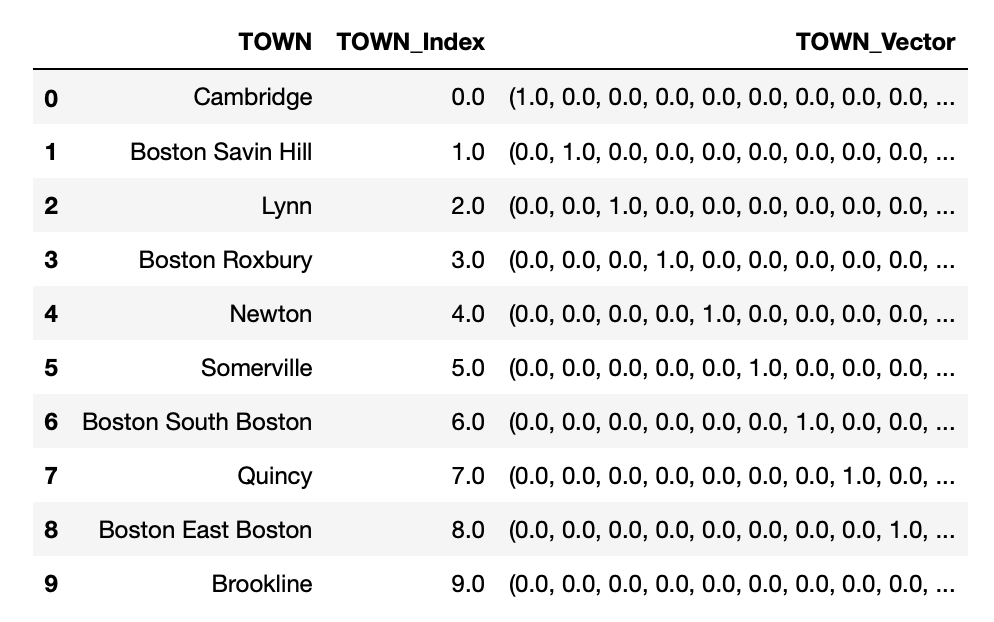 TOWN TOWN_Index TOWN_Vector
0 Cambridge 0.0 (1.0, 0.0, 0.0, 0.0, 0.0, 0.0, 0.0, 0.0, 0.0, ...
1 Boston Savin Hill 1.0 (0.0, 1.0, 0.0, 0.0, 0.0, 0.0, 0.0, 0.0, 0.0, ...
2 Lynn 2.0 (0.0, 0.0, 1.0, 0.0, 0.0, 0.0, 0.0, 0.0, 0.0, ...
3 Boston Roxbury 3.0 (0.0, 0.0, 0.0, 1.0, 0.0, 0.0, 0.0, 0.0, 0.0, ...
4 Newton 4.0 (0.0, 0.0, 0.0, 0.0, 1.0, 0.0, 0.0, 0.0, 0.0, ...
5 Somerville 5.0 (0.0, 0.0, 0.0, 0.0, 0.0, 1.0, 0.0, 0.0, 0.0, ...
6 Boston South Boston 6.0 (0.0, 0.0, 0.0, 0.0, 0.0, 0.0, 1.0, 0.0, 0.0, ...
7 Quincy 7.0 (0.0, 0.0, 0.0, 0.0, 0.0, 0.0, 0.0, 1.0, 0.0, ...
8 Boston East Boston 8.0 (0.0, 0.0, 0.0, 0.0, 0.0, 0.0, 0.0, 0.0, 1.0, ...
9 Brookline 9.0 (0.0, 0.0, 0.0, 0.0, 0.0, 0.0, 0.0, 0.0, 0.0, ...